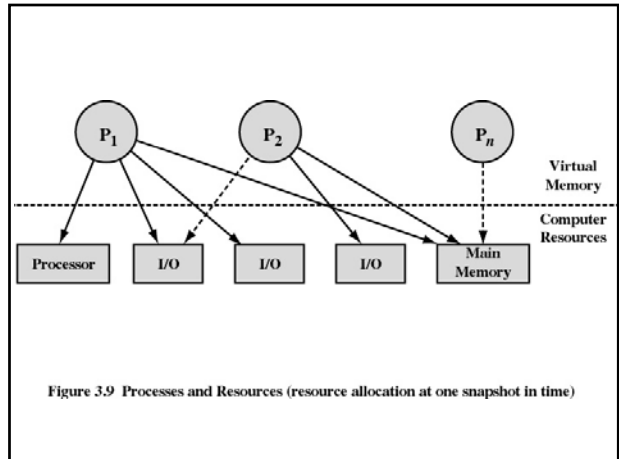 P1
P2
Pn
Virtual
Memory
Computer
Resources
Processor
I/O
I/O
I/O
Main
Memory
Figure 3.9 Processes and Resources (resource allocation at one snapshot in time)